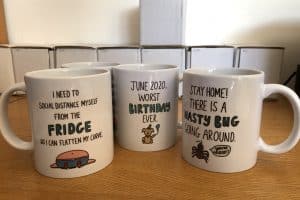 I NEED TO
SOCIAL DISTANCE MYSELF
FROM THE
FRIDGE
SO I CAN FLATTEN MY CURVE
JUNE 2020.
WORST
BIRTHDAY
EVER.
STAY HOME!
THERE IS A
NASTY BUG
GOING AROUND.